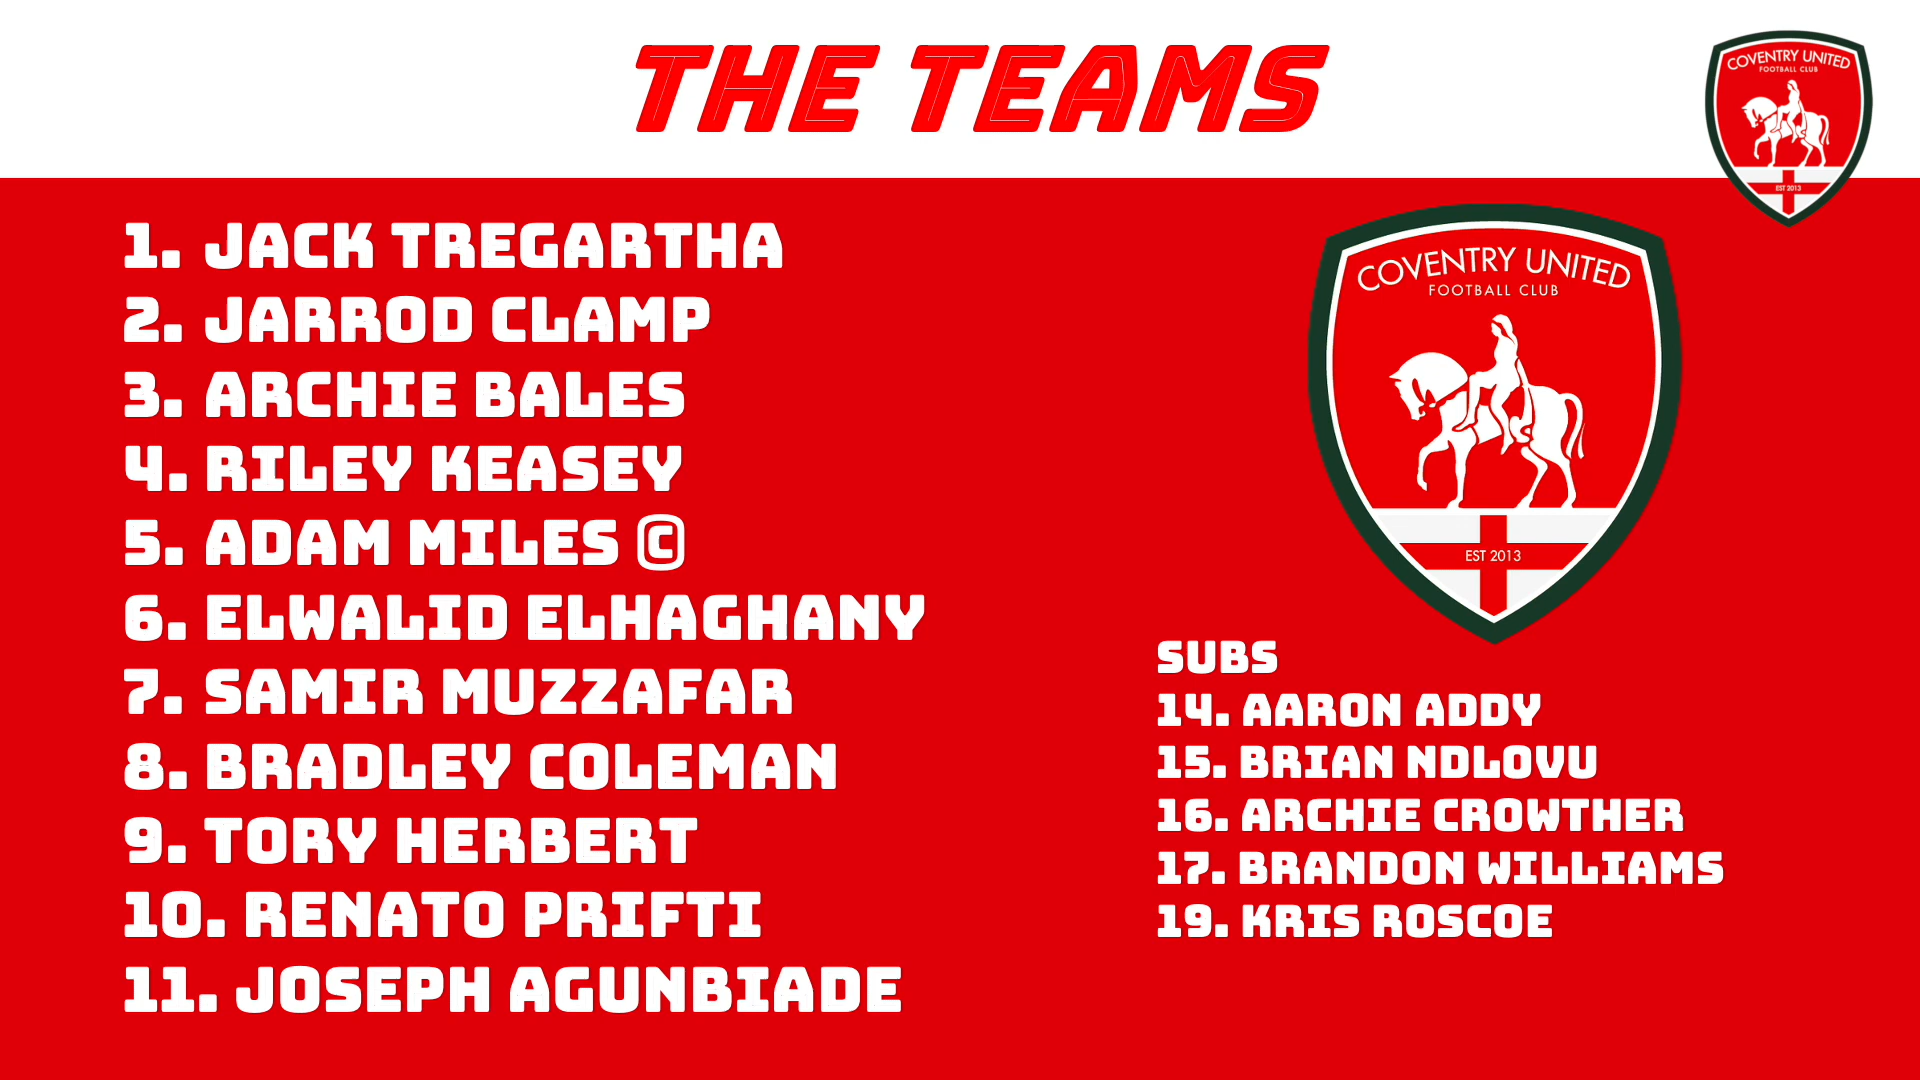 THE TEAMS
COVENTRY UNITED
FOOTBALL CLUB
EST 2013
1. JACK TREGARTHA
2. JARROD CLAMP
3. ARCHIE BALES
4. RILEY KEASEY
5. ADAM MILES ©
6. ELWALID ELHAGHANY
7. SAMIR MUZZAFAR
8. BRADLEY COLEMAN
9. TORY HERBERT
10. RENATO PRIFTI
11. JOSEPH AGUNBIADE
COVENTRY UNITED
FOOTBALL CLUB
EST 2013
SUBS
14. AARON ADDY
15. BRIAN NDLOVU
16. ARCHIE CROWTHER
17. BRANDON WILLIAMS
19. KRIS ROSCOE